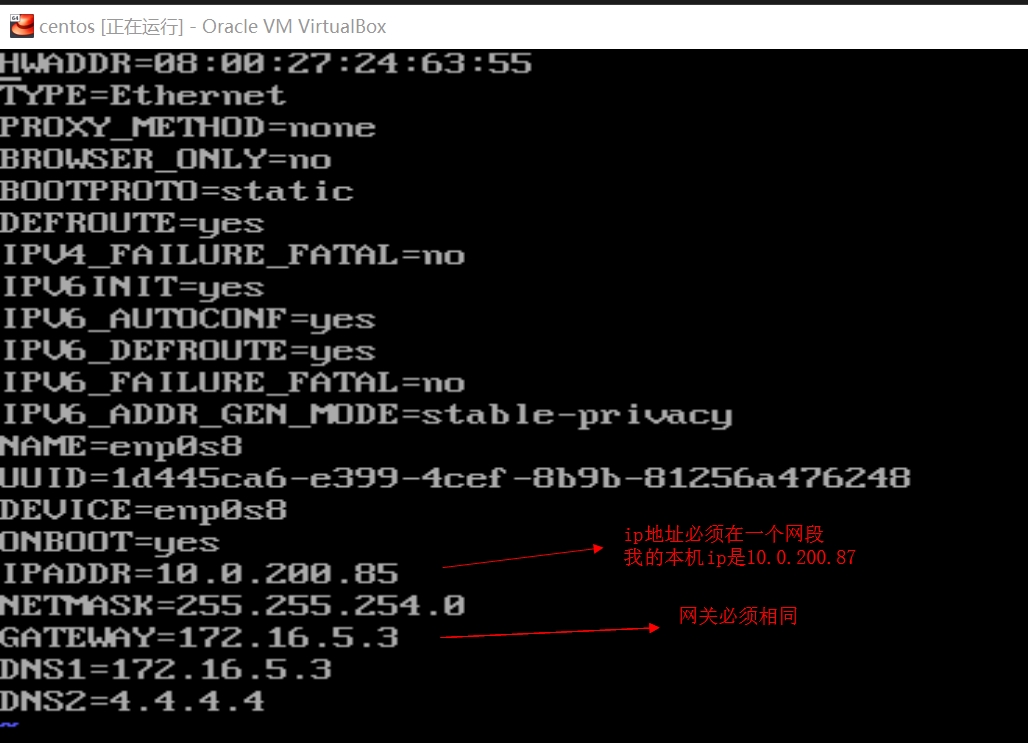 centos [正在运行] - Oracle VM VirtualBox
HWADDR=08:00:27:24:63:55
TYPE=Ethernet
PROXY_METHOD=none
BROWSER_ONLY=no
BOOTPROTO=static
DEFROUTE=yes
IPV4_FAILURE_FATAL=no
IPV6INIT=yes
IPV6_AUTOCONF=yes
IPV6_DEFROUTE=yes
IPV6_FAILURE_FATAL=no
IPV6_ADDR_GEN_MODE=stable-privacy
NAME=enp0s8
UUID=1d445ca6-e399-4cef-8b9b-81256a476248
DEVICE=enp0s8
ONBOOT=yes
ip地址必须在一个网段
我的本机ip是10.0.200.87
IPADDR=10.0.200.85
NETMASK=255.255.254.0
网关必须相同
GATEWAY=172.16.5.3
DNS1=172.16.5.3
DNS2=4.4.4.4
~